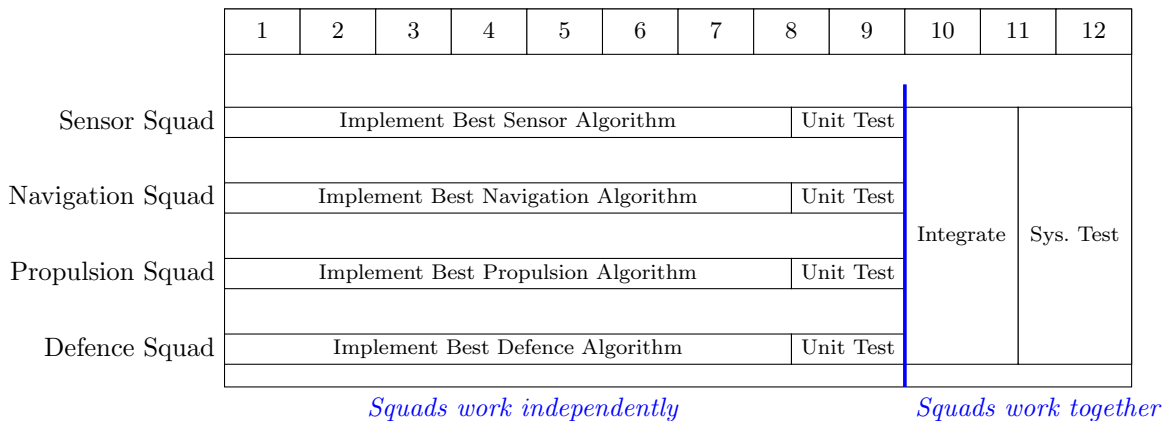 1 2 3 4 5 6 7 8 9 10 11 12
Sensor Squad Implement Best Sensor Algorithm Unit Test
Navigation Squad Implement Best Navigation Algorithm Unit Test
Integrate Sys. Test
Propulsion Squad Implement Best Propulsion Algorithm Unit Test
Defence Squad Implement Best Defence Algorithm Unit Test
Squads work independently Squads work together